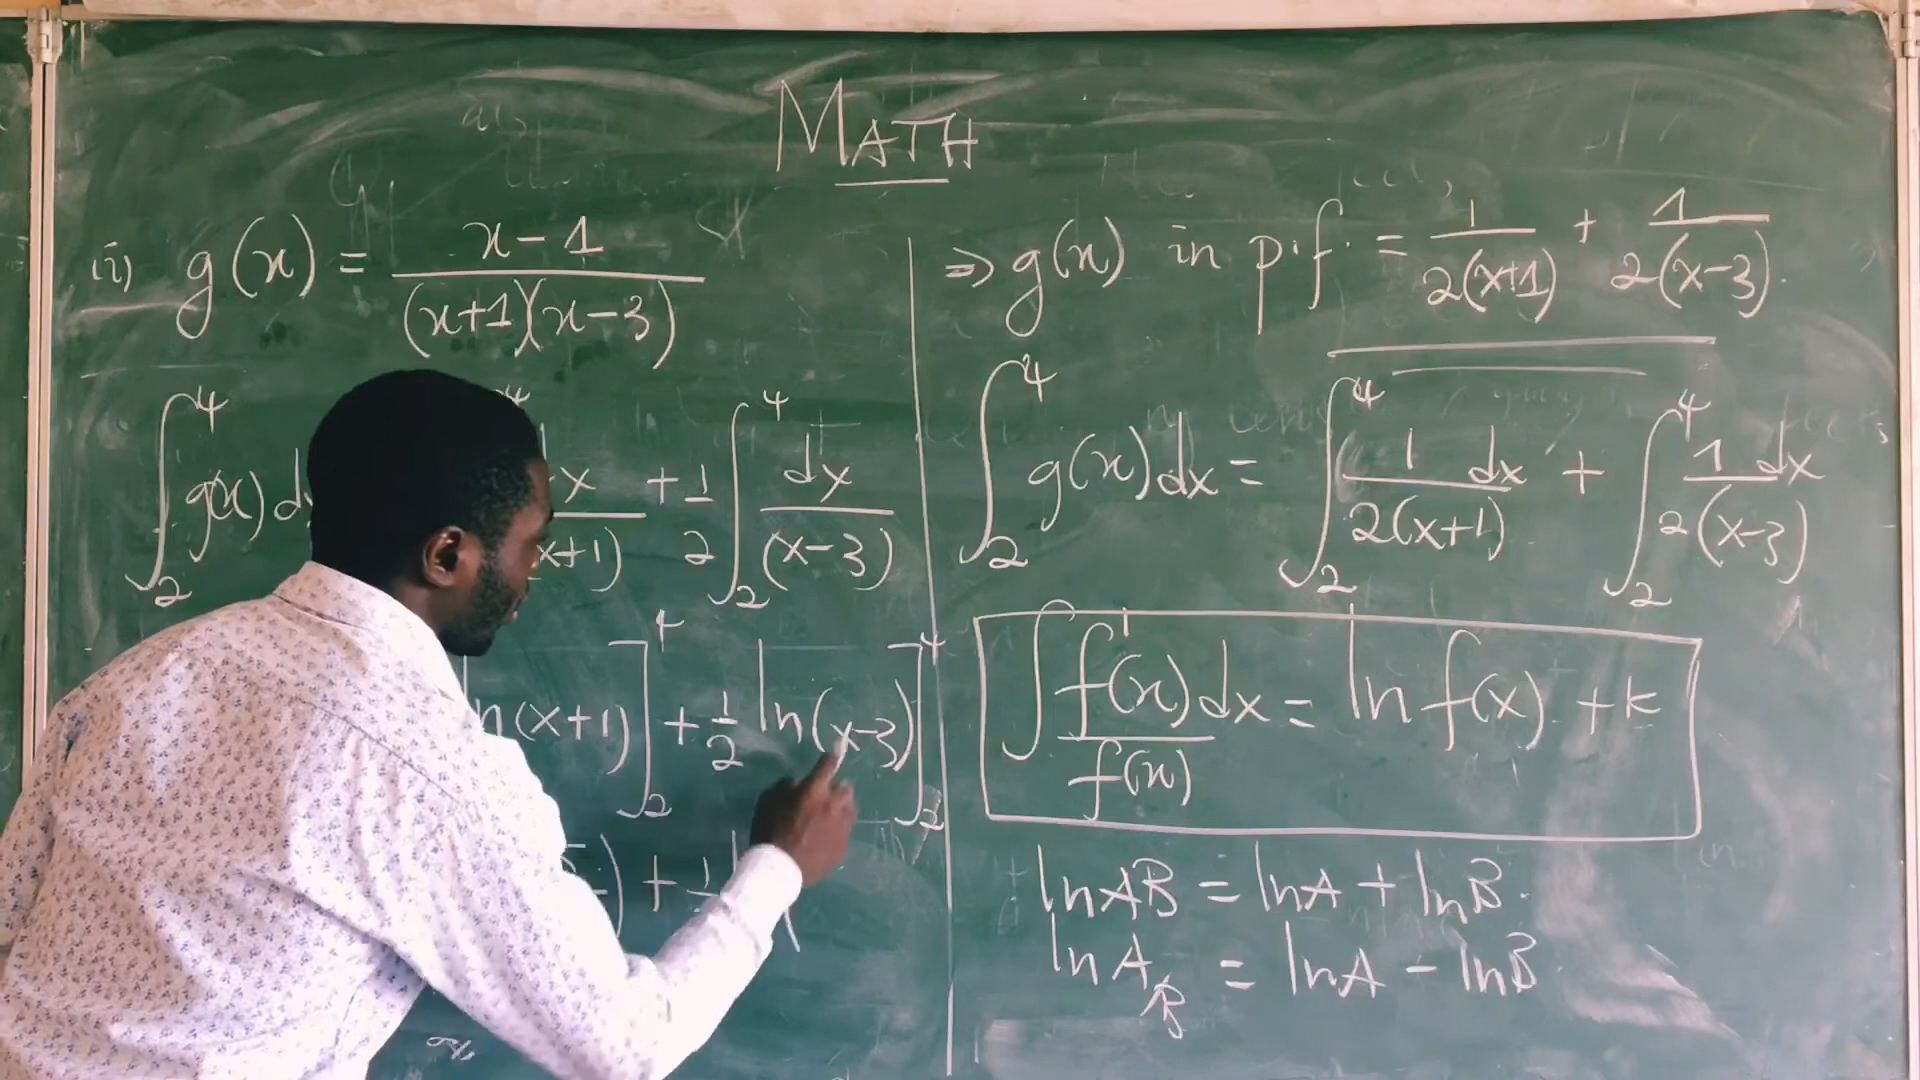 MATH
ii) g(x) = x-1 / (x+1)(x-3)
∫₂⁴ g(x) dx x+1) + 1/2 ∫₂⁴ dx/(x-3)
ln(x+1)]₂⁴ + 1/2 ln(x-3)]₂⁴
) + 1
⇒ g(x) in p.f. = 1/2(x+1) + 1/2(x-3).
∫₂⁴ g(x)dx = ∫₂⁴ 1/2(x+1) dx + ∫₂⁴ 1/2(x-3) dx
∫ f'(x)/f(x) dx = ln f(x) + k
ln AB = ln A + ln B.
ln A/B = ln A - ln B